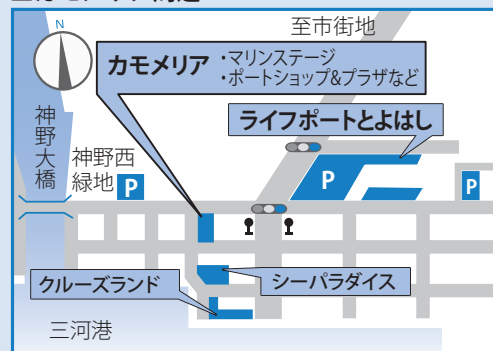 N
至市街地
カモメリア
・マリンステージ
・ポートショップ&プラザなど
ライフポートとよはし
神野大橋
神野西
緑地
P
P
P
クルーズランド
シーパラダイス
三河港